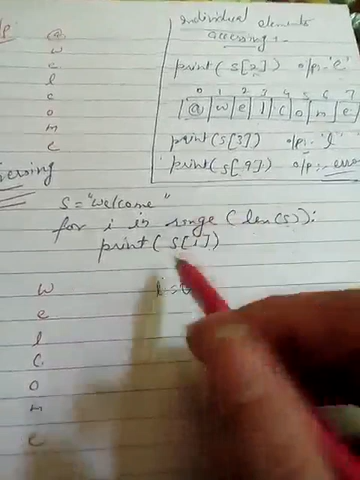 o/p:
@
w
e
l
c
o
m
e
Individual elements
accessing:-
print(s[2]) o/p:- 'e'
0 1 2 3 4 5 6 7
@ w e l c o m e
print(s[3]) o/p:- 'l'
print(s[9]) o/p:- error
s="welcome"
for i in range(len(s)):
print(s[i])
w
e
l
c
o
m
e